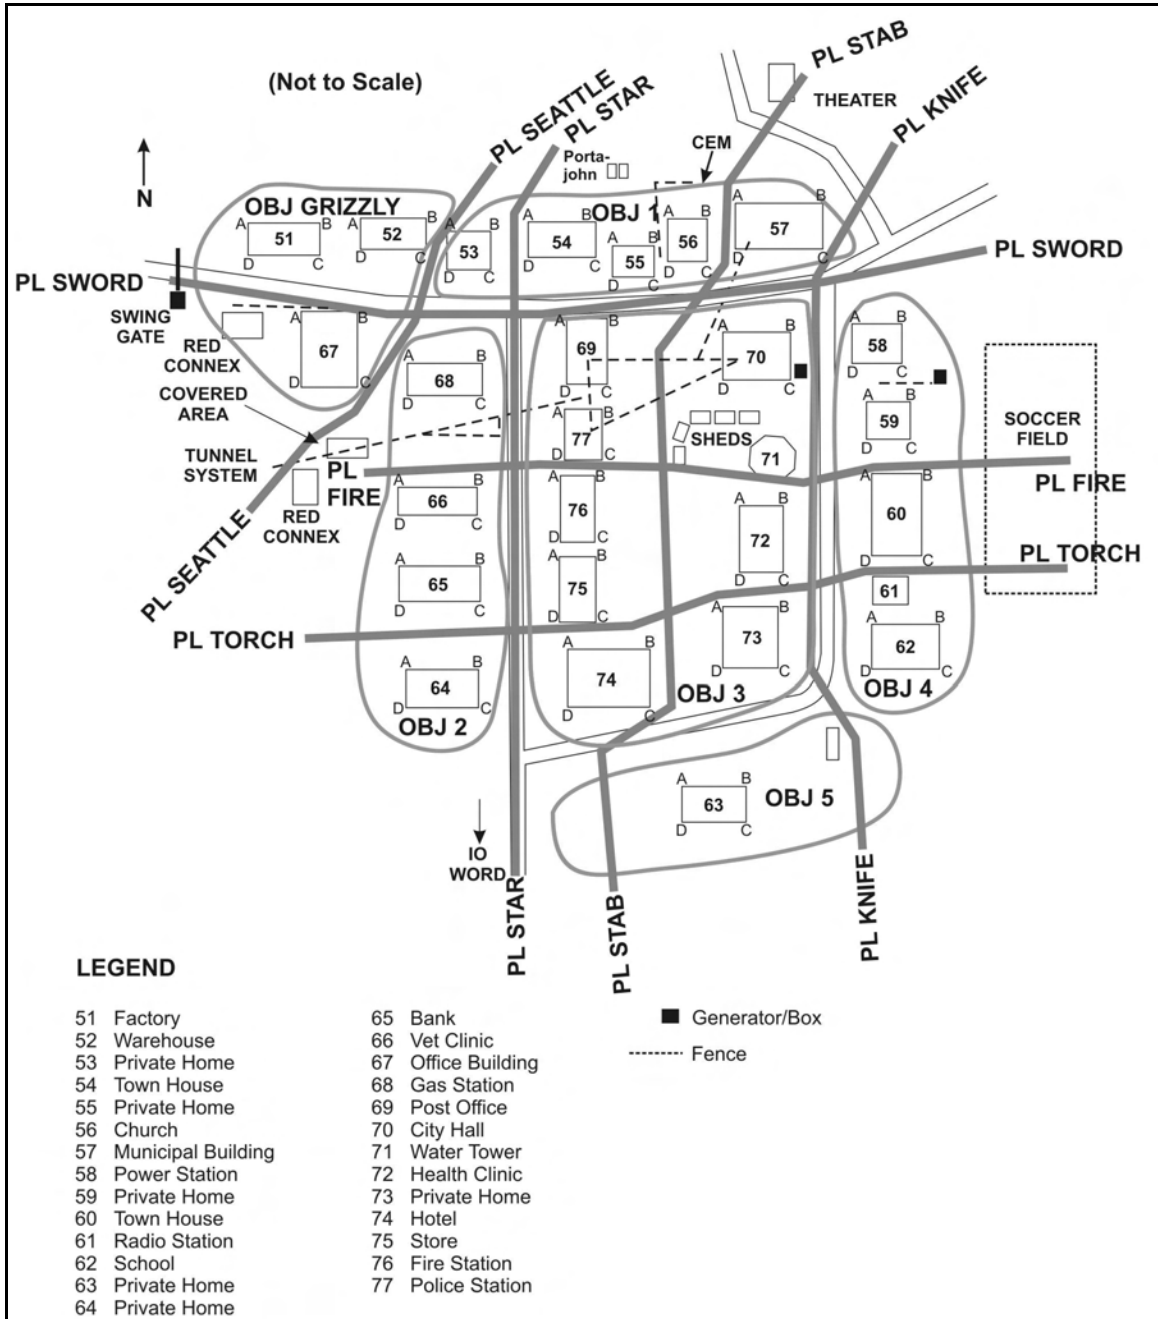 PL STAB
(Not to Scale)
PL SEATTLE
PL STAR
THEATER
PL KNIFE
CEM
Porta-
john
N
OBJ GRIZZLY
OBJ 1
A B
51
D C
A B
52
D C
A B
53
D C
A B
54
D C
A B
55
D C
A B
56
D C
A B
57
D C
PL SWORD
PL SWORD
SWING
GATE
RED
CONNEX
A B
67
D C
COVERED
AREA
TUNNEL
SYSTEM
RED
CONNEX
A B
68
D C
A B
69
D C
A B
70
D C
A B
58
D C
A B
59
D C
SOCCER
FIELD
A B
77
D C
SHEDS
71
PL
FIRE
PL FIRE
A B
66
D C
A B
76
D C
A B
72
D C
A B
60
D C
PL SEATTLE
A B
65
D C
A B
75
D C
PL TORCH
61
PL TORCH
A B
64
D C
OBJ 2
A B
74
D C
A B
73
D C
OBJ 3
A B
62
D C
OBJ 4
A B
63
D C
OBJ 5
IO
WORD
PL STAR
PL STAB
PL KNIFE
LEGEND
51 Factory
52 Warehouse
53 Private Home
54 Town House
55 Private Home
56 Church
57 Municipal Building
58 Power Station
59 Private Home
60 Town House
61 Radio Station
62 School
63 Private Home
64 Private Home
65 Bank
66 Vet Clinic
67 Office Building
68 Gas Station
69 Post Office
70 City Hall
71 Water Tower
72 Health Clinic
73 Private Home
74 Hotel
75 Store
76 Fire Station
77 Police Station
Generator/Box
Fence